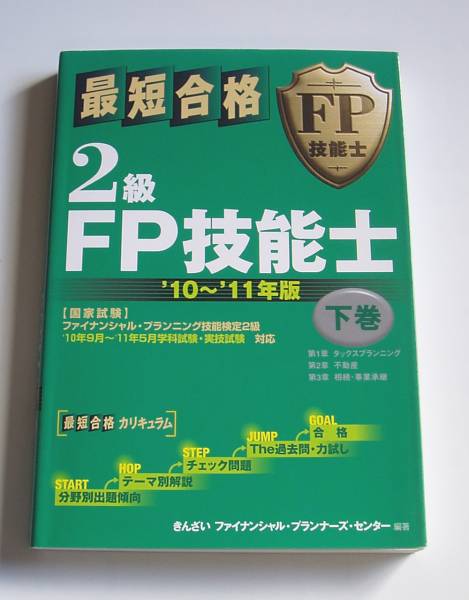 最短合格
FP
技能士
2級
FP技能士
'10～'11年版
【国家試験】
ファイナンシャル・プランニング技能検定2級
'10年9月～'11年5月学科試験・実技試験 対応
下巻
第1章 タックスプランニング
第2章 不動産
第3章 相続・事業承継
[最短合格 カリキュラム]
GOAL
合 格
JUMP
The過去問・力試し
STEP
チェック問題
HOP
テーマ別解説
START
分野別出題傾向
きんざい ファイナンシャル・プランナーズ・センター 編著